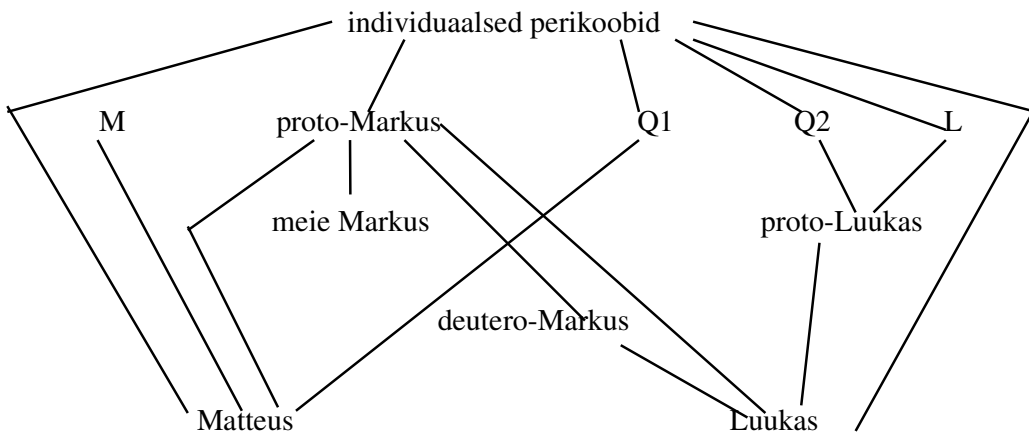 individuaalsed perikoobid
M proto-Markus Q1 Q2 L
meie Markus proto-Luukas
deutero-Markus
Matteus Luukas